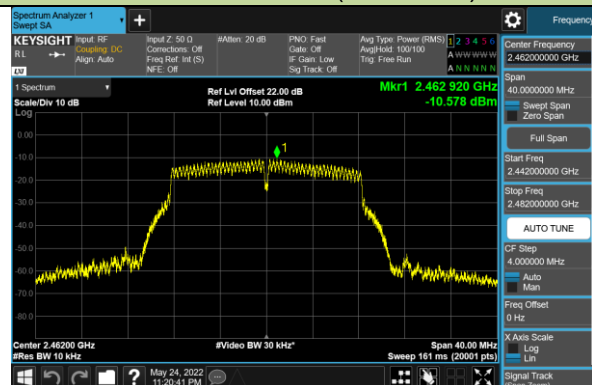 Spectrum Analyzer 1
Swept SA
Frequency
KEYSIGHT
RL
Input: RF
Coupling: DC
Align: Auto
Input Z: 50 Ω
Corrections: Off
Freq Ref: Int (S)
NFE: Off
#Atten: 20 dB
PNO: Fast
Gate: Off
IF Gain: Low
Sig Track: Off
Avg Type: Power (RMS)
Avg|Hold: 100/100
Trig: Free Run
1 2 3 4 5 6
A W W W W W
A N N N N N
1 Spectrum
Scale/Div 10 dB
Log
Ref Lvl Offset 22.00 dB
Ref Level 10.00 dBm
Mkr1 2.462 920 GHz
-10.578 dBm
1
0.00
-10.0
-20.0
-30.0
-40.0
-50.0
-60.0
-70.0
-80.0
Center 2.46200 GHz
#Res BW 10 kHz
#Video BW 30 kHz*
Span 40.00 MHz
Sweep 161 ms (20001 pts)
May 24, 2022
11:20:41 PM
?
Center Frequency
2.462000000 GHz
Span
40.0000000 MHz
Swept Span
Zero Span
Full Span
Start Freq
2.442000000 GHz
Stop Freq
2.482000000 GHz
AUTO TUNE
CF Step
4.000000 MHz
Auto
Man
Freq Offset
0 Hz
X Axis Scale
Log
Lin
Signal Track